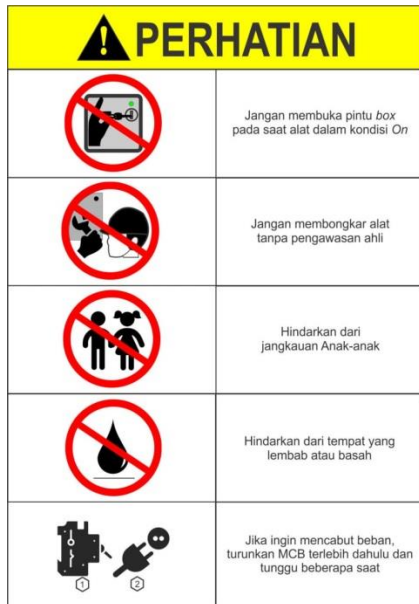 PERHATIAN
Jangan membuka pintu box
pada saat alat dalam kondisi On
Jangan membongkar alat
tanpa pengawasan ahli
Hindarkan dari
jangkauan Anak-anak
Hindarkan dari tempat yang
lembab atau basah
Jika ingin mencabut beban,
turunkan MCB terlebih dahulu dan
tunggu beberapa saat
1
2